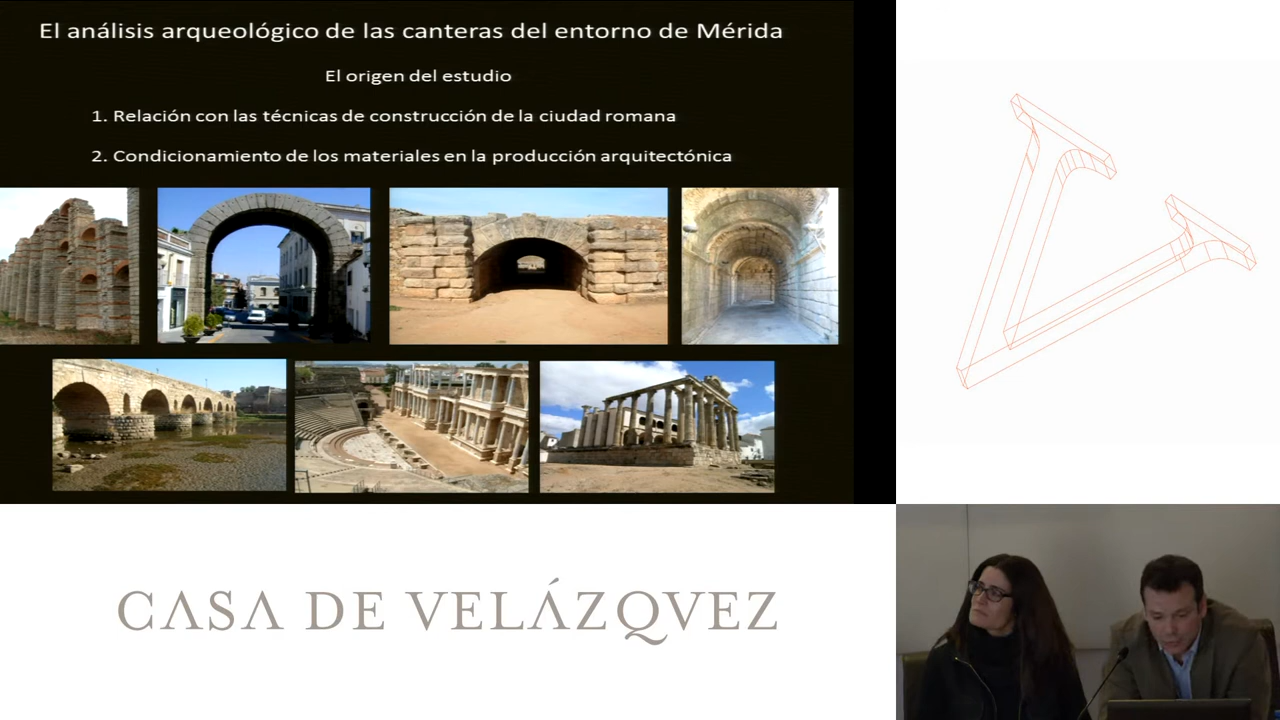 El análisis arqueológico de las canteras del entorno de Mérida
El origen del estudio
1. Relación con las técnicas de construcción de la ciudad romana
2. Condicionamiento de los materiales en la producción arquitectónica
CASA DE VELÁZQVEZ